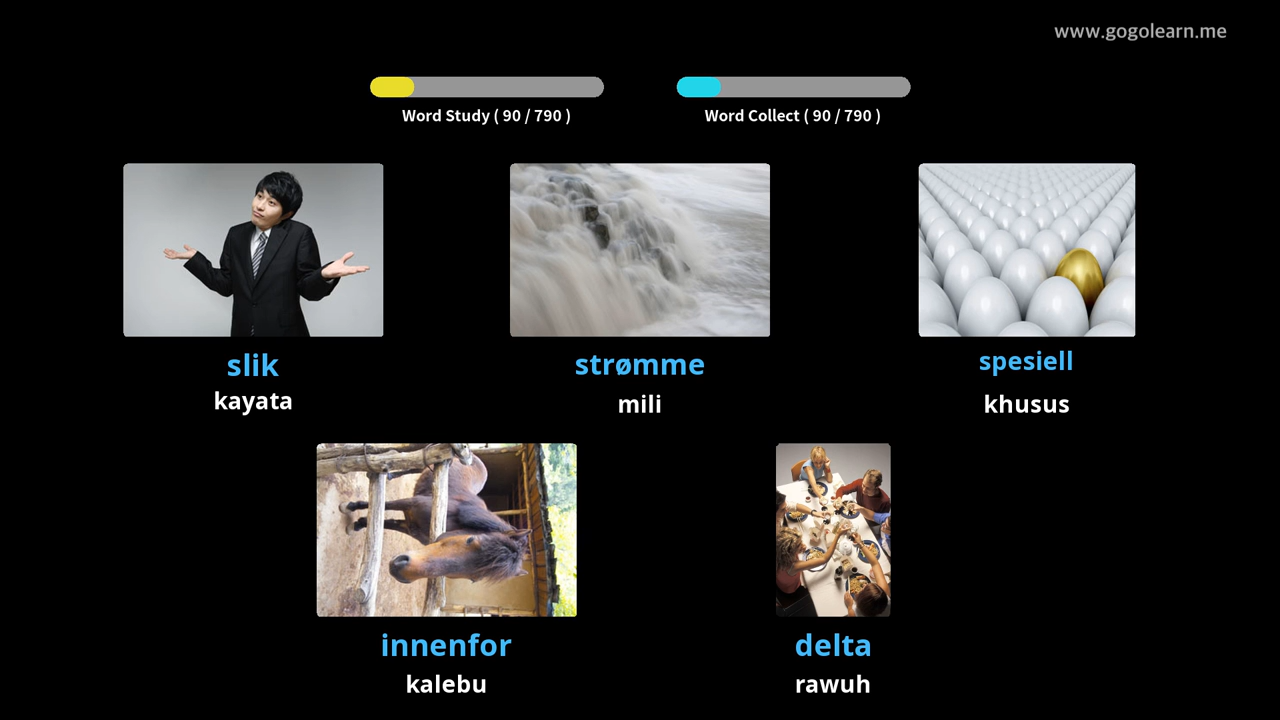 www.gogolearn.me
Word Study ( 90 / 790 )
Word Collect ( 90 / 790 )
slik
kayata
strømme
mili
spesiell
khusus
innenfor
kalebu
delta
rawuh